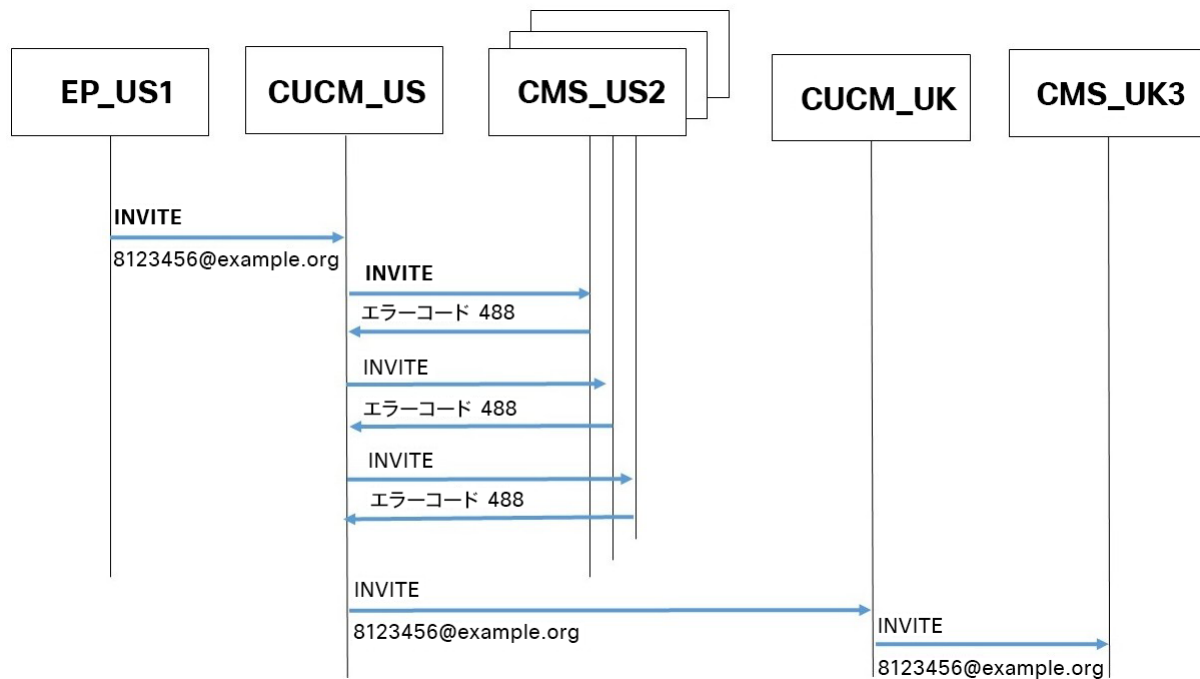 EP_US1
CUCM_US
CMS_US2
CUCM_UK
CMS_UK3
INVITE
8123456@example.org
INVITE
エラーコード 488
INVITE
エラーコード 488
INVITE
エラーコード 488
INVITE
8123456@example.org
INVITE
8123456@example.org